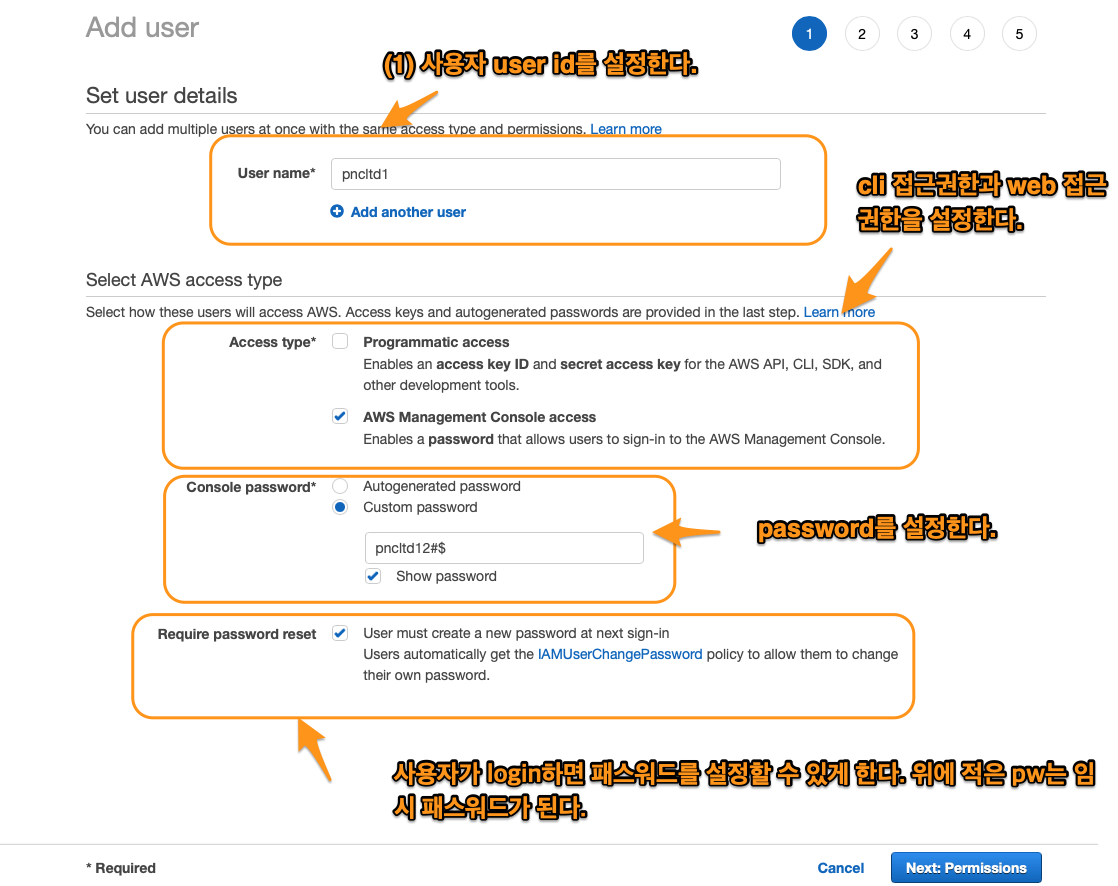 Add user
1 2 3 4 5
(1) 사용자 user id를 설정한다.
Set user details
You can add multiple users at once with the same access type and permissions. Learn more
User name* pncltd1
Add another user
cli 접근권한과 web 접근
권한을 설정한다.
Select AWS access type
Select how these users will access AWS. Access keys and autogenerated passwords are provided in the last step. Learn more
Access type* Programmatic access
Enables an access key ID and secret access key for the AWS API, CLI, SDK, and
other development tools.
AWS Management Console access
Enables a password that allows users to sign-in to the AWS Management Console.
Console password* Autogenerated password
Custom password
password를 설정한다.
pncltd12#$
Show password
Require password reset User must create a new password at next sign-in
Users automatically get the IAMUserChangePassword policy to allow them to change
their own password.
사용자가 login하면 패스워드를 설정할 수 있게 한다. 위에 적은 pw는 임
시 패스워드가 된다.
* Required Cancel Next: Permissions